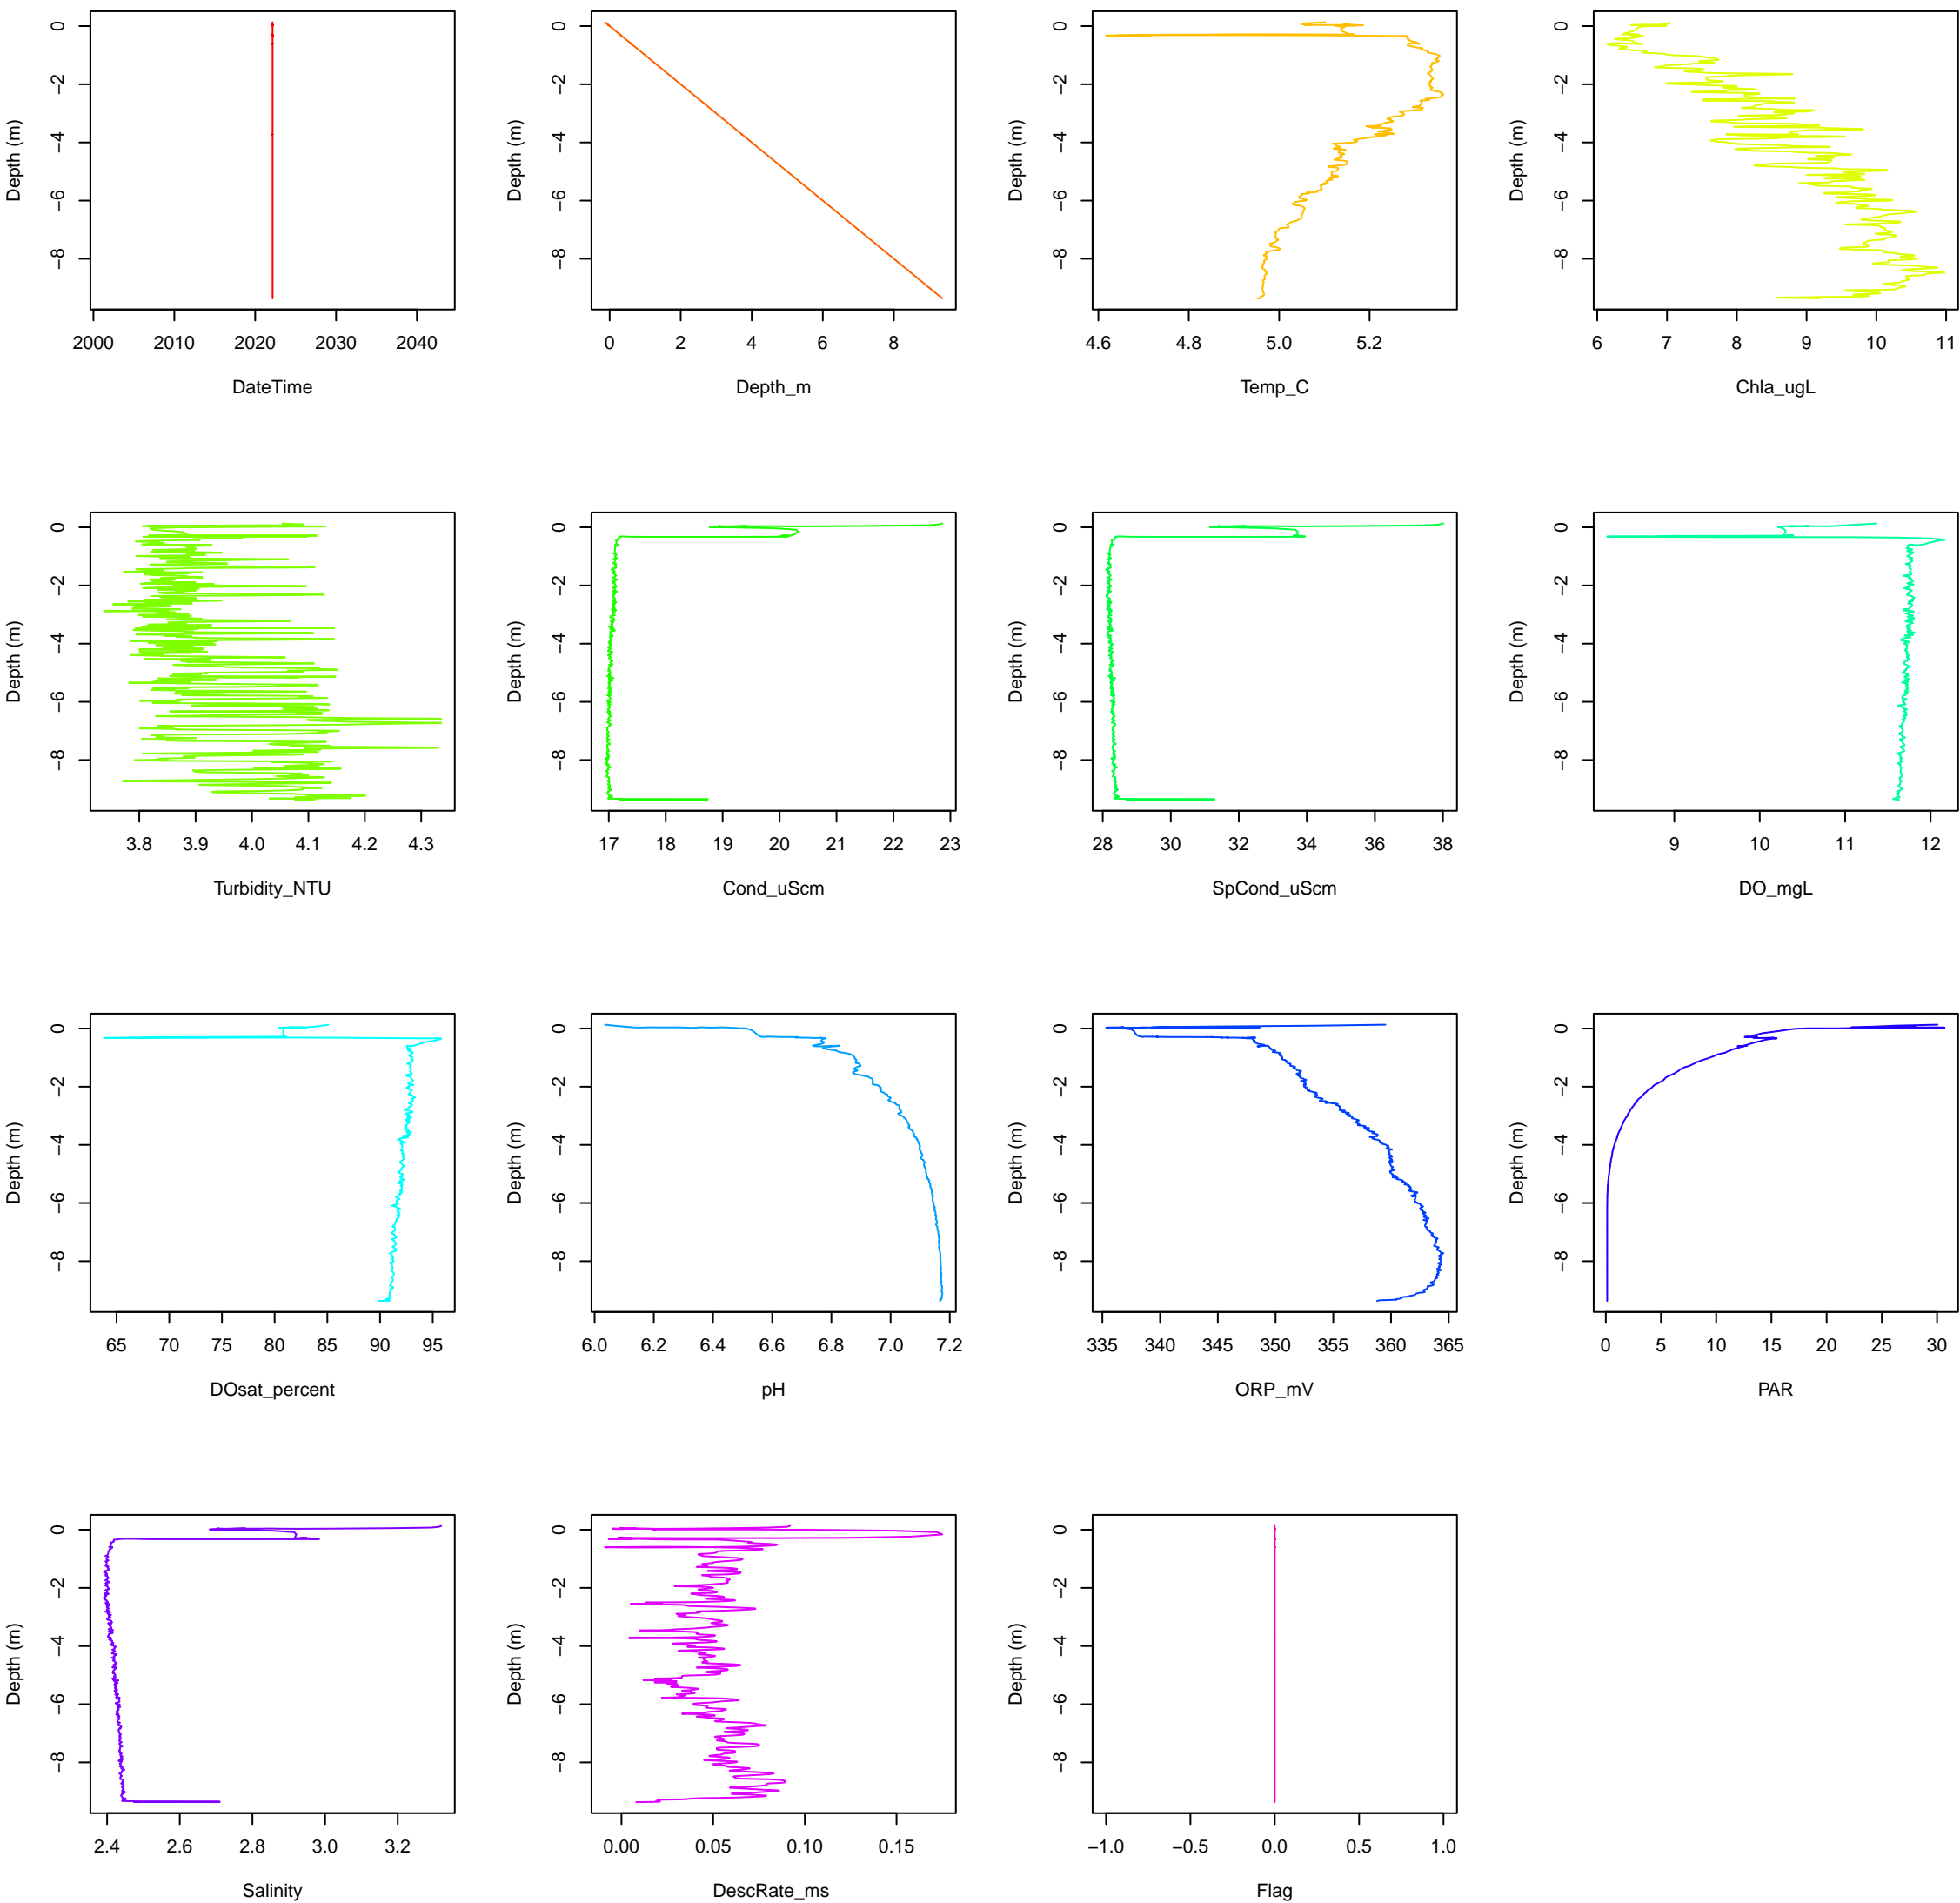 0 −2 −4 −6 −8
Depth (m)
2000 2010 2020 2030 2040
DateTime
0 −2 −4 −6 −8
Depth (m)
0 2 4 6 8
Depth_m
0 −2 −4 −6 −8
Depth (m)
4.6 4.8 5.0 5.2
Temp_C
0 −2 −4 −6 −8
Depth (m)
6 7 8 9 10 11
Chla_ugL
0 −2 −4 −6 −8
Depth (m)
3.8 3.9 4.0 4.1 4.2 4.3
Turbidity_NTU
0 −2 −4 −6 −8
Depth (m)
17 18 19 20 21 22 23
Cond_uScm
0 −2 −4 −6 −8
Depth (m)
28 30 32 34 36 38
SpCond_uScm
0 −2 −4 −6 −8
Depth (m)
9 10 11 12
DO_mgL
0 −2 −4 −6 −8
Depth (m)
65 70 75 80 85 90 95
DOsat_percent
0 −2 −4 −6 −8
Depth (m)
6.0 6.2 6.4 6.6 6.8 7.0 7.2
pH
0 −2 −4 −6 −8
Depth (m)
335 340 345 350 355 360 365
ORP_mV
0 −2 −4 −6 −8
Depth (m)
0 5 10 15 20 25 30
PAR
0 −2 −4 −6 −8
Depth (m)
2.4 2.6 2.8 3.0 3.2
Salinity
0 −2 −4 −6 −8
Depth (m)
0.00 0.05 0.10 0.15
DescRate_ms
0 −2 −4 −6 −8
Depth (m)
−1.0 −0.5 0.0 0.5 1.0
Flag